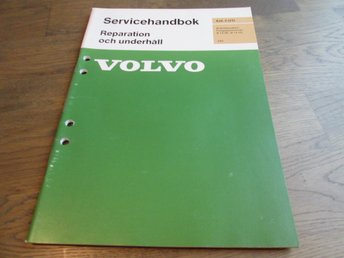 Servicehandbok
Reparation
och underhåll
VOLVO